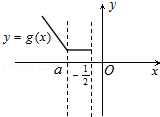 y
y = g(x)
a
-1/2
O
x